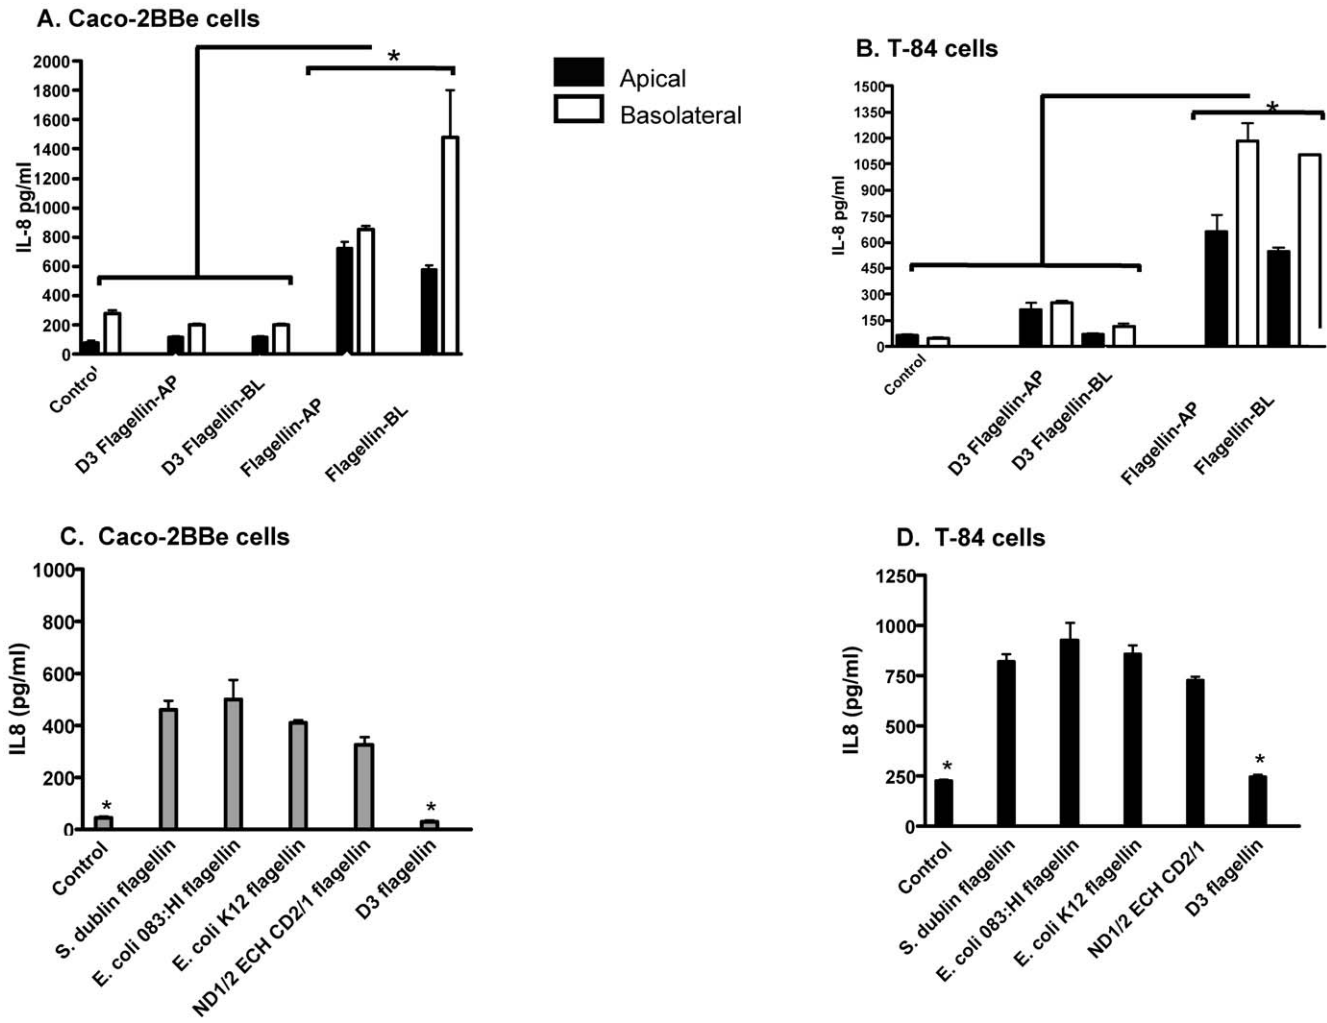 A. Caco-2BBe cells
*
2000
1800
1600
1400
1200
1000
800
600
400
200
0
IL-8 pg/ml
Control
D3 Flagellin-AP
D3 Flagellin-BL
Flagellin-AP
Flagellin-BL
Apical
Basolateral
B. T-84 cells
*
1500
1350
1200
1050
900
750
600
450
300
150
0
IL-8 pg/ml
Control
D3 Flagellin-AP
D3 Flagellin-BL
Flagellin-AP
Flagellin-BL
C. Caco-2BBe cells
1000
800
600
400
200
0
IL8 (pg/ml)
*
*
Control
S. dublin flagellin
E. coli 083:HI flagellin
E. coli K12 flagellin
ND1/2 ECH CD2/1 flagellin
D3 flagellin
D. T-84 cells
1250
1000
750
500
250
0
IL8 (pg/ml)
*
*
Control
S. dublin flagellin
E. coli 083:HI flagellin
E. coli K12 flagellin
ND1/2 ECH CD2/1
D3 flagellin